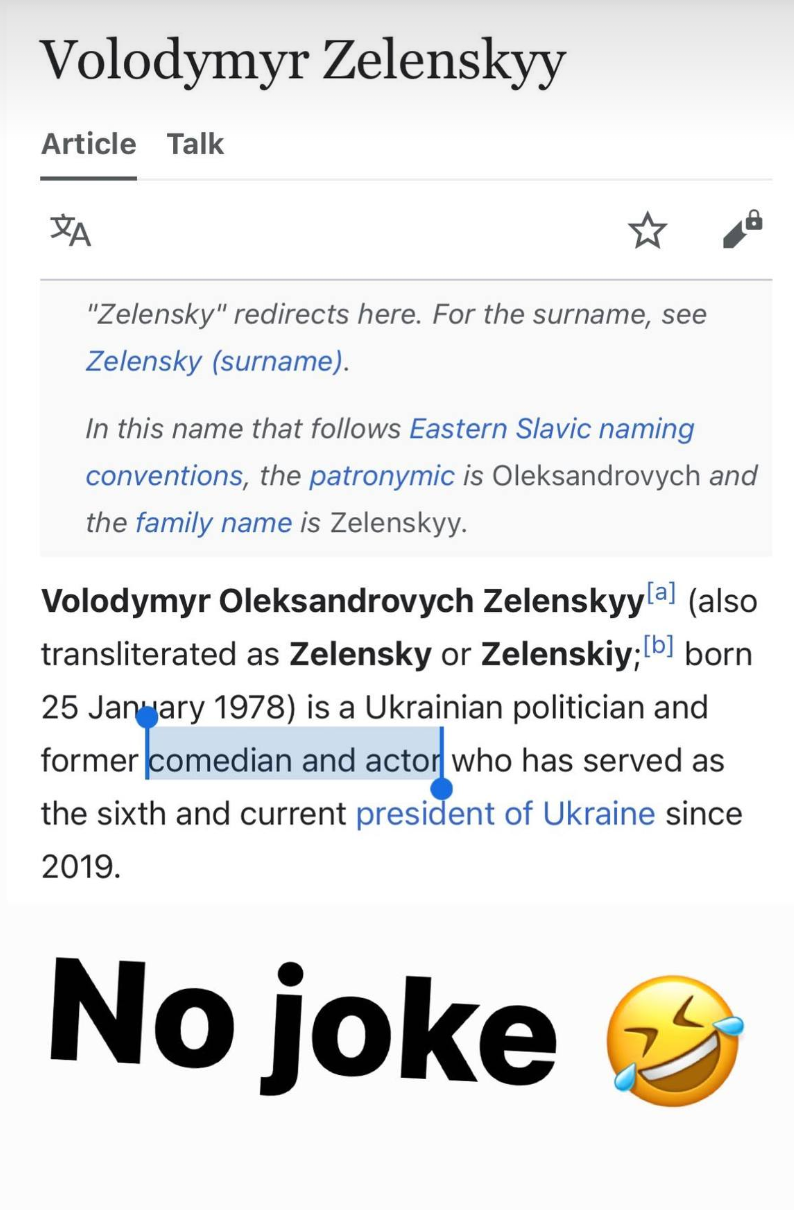 Volodymyr Zelenskyy
Article Talk
文A
"Zelensky" redirects here. For the surname, see
Zelensky (surname).
In this name that follows Eastern Slavic naming
conventions, the patronymic is Oleksandrovych and
the family name is Zelenskyy.
Volodymyr Oleksandrovych Zelenskyy[a] (also
transliterated as Zelensky or Zelenskiy;[b] born
25 January 1978) is a Ukrainian politician and
former comedian and actor who has served as
the sixth and current president of Ukraine since
2019.
No joke 🤣